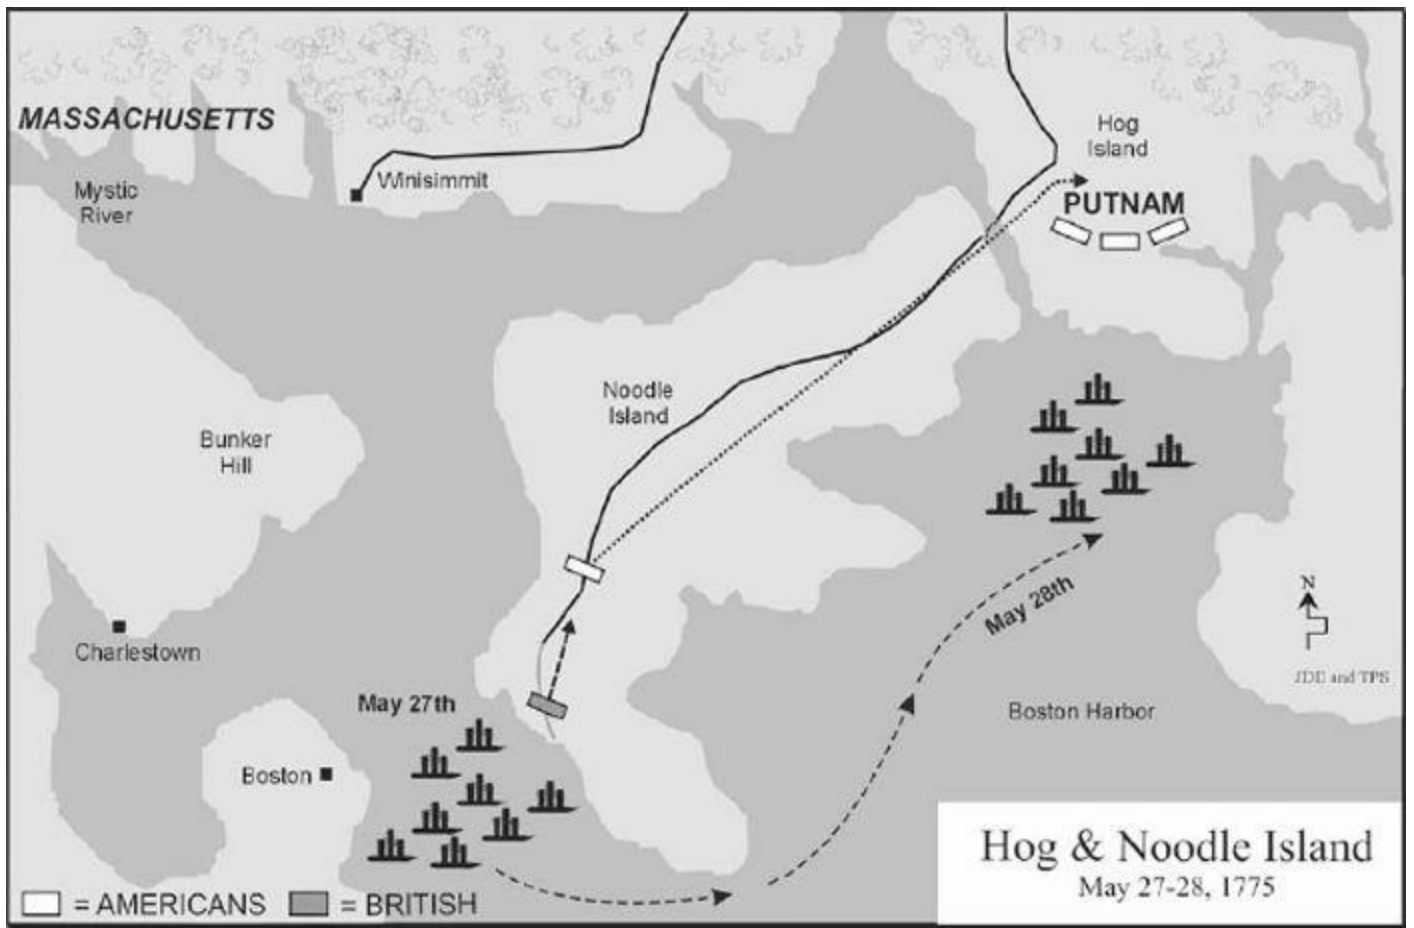 MASSACHUSETTS
Mystic
River
Winisimmit
Hog
Island
PUTNAM
Noodle
Island
Bunker
Hill
May 28th
N
Charlestown
JDE and TPS
May 27th
Boston Harbor
Boston
Hog & Noodle Island
May 27-28, 1775
= AMERICANS
= BRITISH